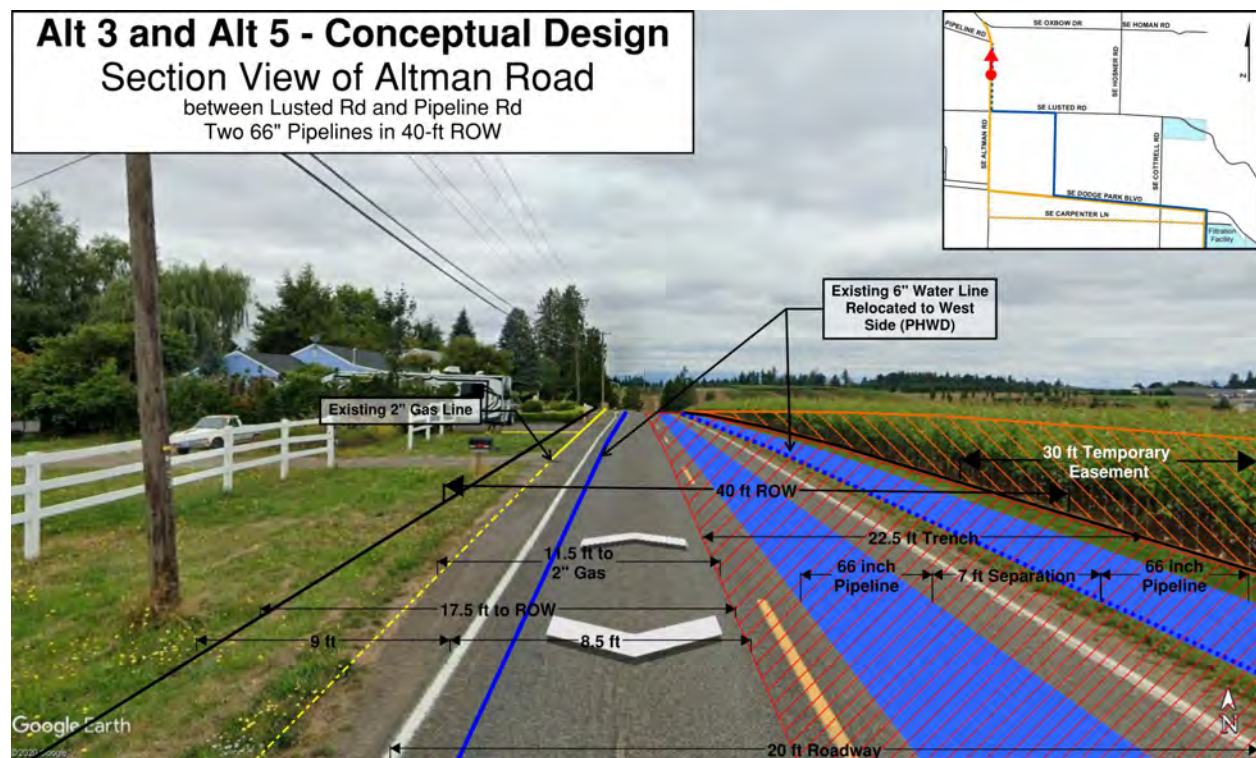 Alt 3 and Alt 5 - Conceptual Design
Section View of Altman Road
between Lusted Rd and Pipeline Rd
Two 66" Pipelines in 40-ft ROW
PIPELINE RD
SE OXBOW DR
SE HOMAN RD
SE HOSNER RD
SE LUSTED RD
SE ALTMAN RD
SE COTTRELL RD
SE DODGE PARK BLVD
SE CARPENTER LN
Filtration
Facility
N
Existing 6" Water Line
Relocated to West
Side (PHWD)
Existing 2" Gas Line
30 ft Temporary
Easement
40 ft ROW
22.5 ft Trench
11.5 ft to
2" Gas
66 inch
Pipeline
7 ft Separation
66 inch
Pipeline
17.5 ft to ROW
9 ft
8.5 ft
20 ft Roadway
Google Earth
©2020 Google
N